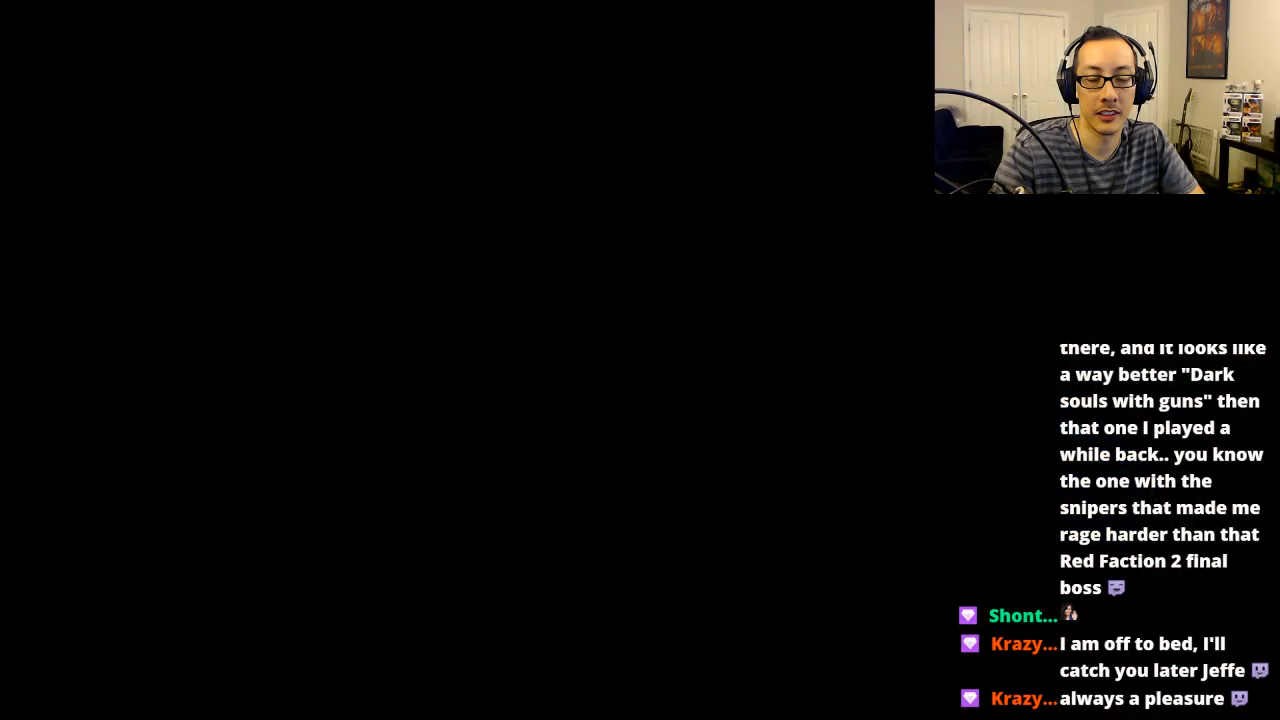 there, and it looks like
a way better "Dark
souls with guns" then
that one I played a
while back.. you know
the one with the
snipers that made me
rage harder than that
Red Faction 2 final
boss
Shont...
Krazy... I am off to bed, I'll
catch you later Jeffe
Krazy... always a pleasure